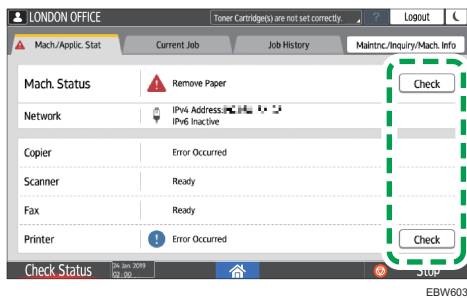 LONDON OFFICE
Toner Cartridge(s) are not set correctly.
?
Logout
Mach./Applic. Stat
Current Job
Job History
Maintnc./Inquiry/Mach. Info
Mach. Status
Remove Paper
Check
Network
IPv4 Address:
IPv6 Inactive
Copier
Error Occurred
Scanner
Ready
Fax
Ready
Printer
Error Occurred
Check
Check Status
24 Jan. 2019
02:00
Stop
EBW603